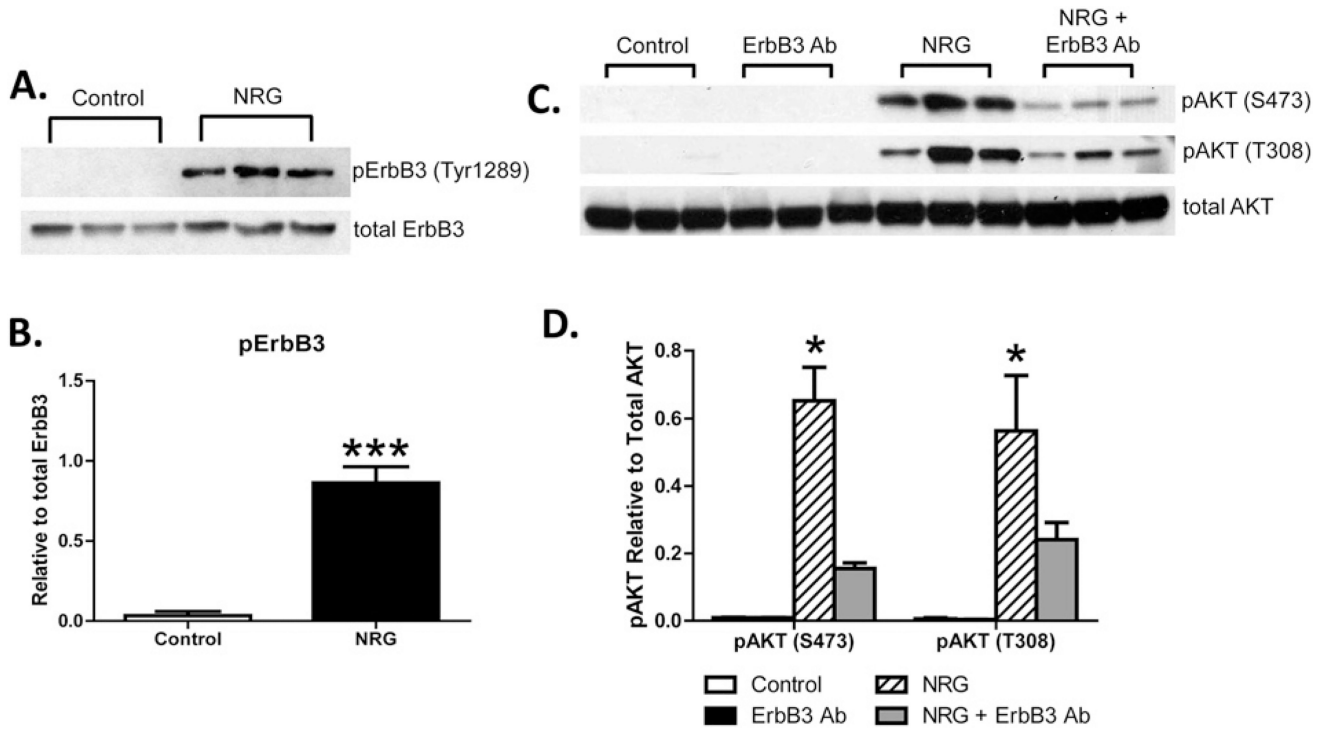 A.
Control
NRG
pErbB3 (Tyr1289)
total ErbB3
B.
pErbB3
Relative to total ErbB3
1.5
1.0
0.5
0.0
***
Control
NRG
C.
Control
ErbB3 Ab
NRG
NRG +
ErbB3 Ab
pAKT (S473)
pAKT (T308)
total AKT
D.
pAKT Relative to Total AKT
0.8
0.6
0.4
0.2
0.0
*
*
pAKT (S473)
pAKT (T308)
Control
NRG
ErbB3 Ab
NRG + ErbB3 Ab